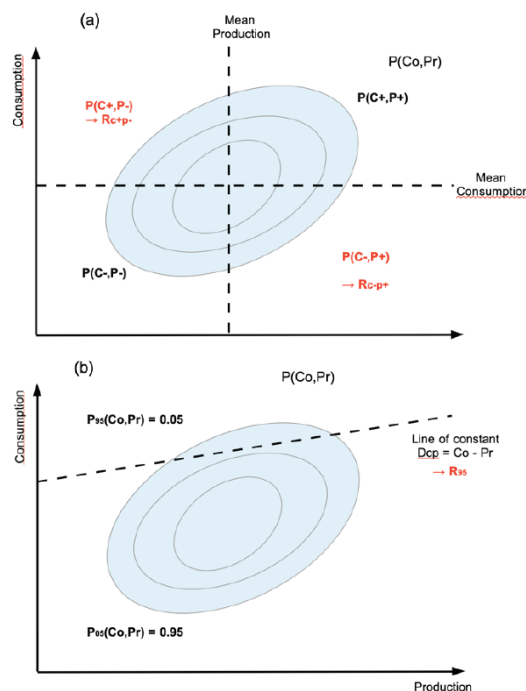 (a)
Mean
Production
P(Co,Pr)
Consumption
P(C+,P-)
→ Rc+p-
P(C+,P+)
Mean
Consumption
P(C-,P-)
P(C-,P+)
→ Rc-p+
(b)
P(Co,Pr)
Consumption
P95(Co,Pr) = 0.05
Line of constant
Dcp = Co - Pr
→ R95
P05(Co,Pr) = 0.95
Production